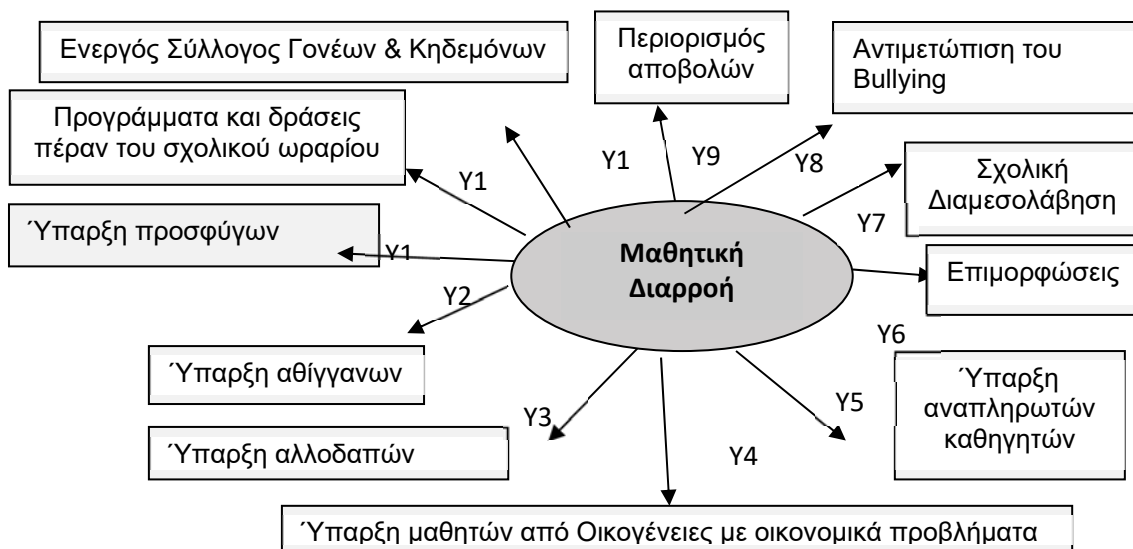 Ενεργός Σύλλογος Γονέων & Κηδεμόνων
Περιορισμός
αποβολών
Αντιμετώπιση του
Bullying
Προγράμματα και δράσεις
πέραν του σχολικού ωραρίου
Υ1
Υ1
Υ9
Υ8
Σχολική
Διαμεσολάβηση
Ύπαρξη προσφύγων
Υ1
Μαθητική
Διαρροή
Υ7
Επιμορφώσεις
Υ2
Υ6
Ύπαρξη αθίγγανων
Ύπαρξη
αναπληρωτών
καθηγητών
Υ3
Υ5
Ύπαρξη αλλοδαπών
Υ4
Ύπαρξη μαθητών από Οικογένειες με οικονομικά προβλήματα